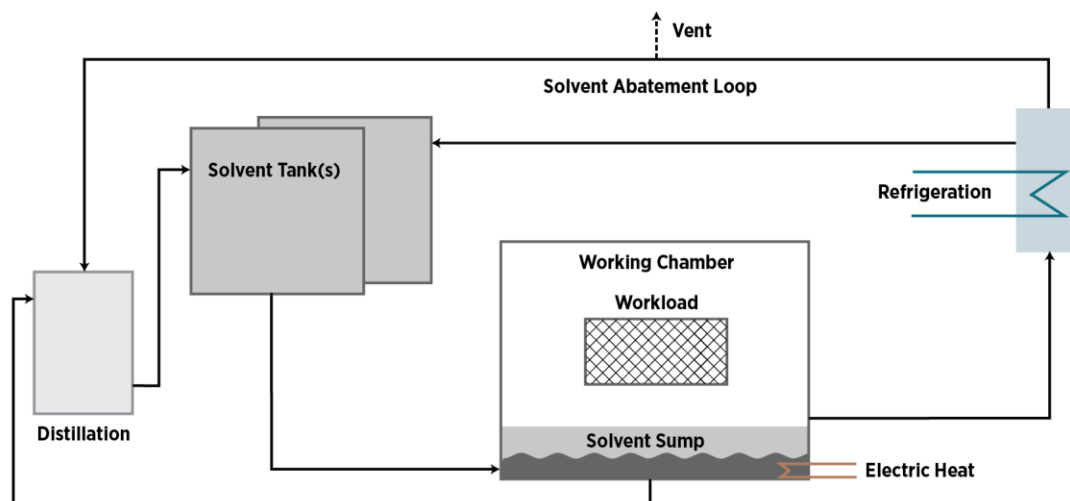 Vent
Solvent Abatement Loop
Solvent Tank(s)
Refrigeration
Working Chamber
Workload
Distillation
Solvent Sump
Electric Heat